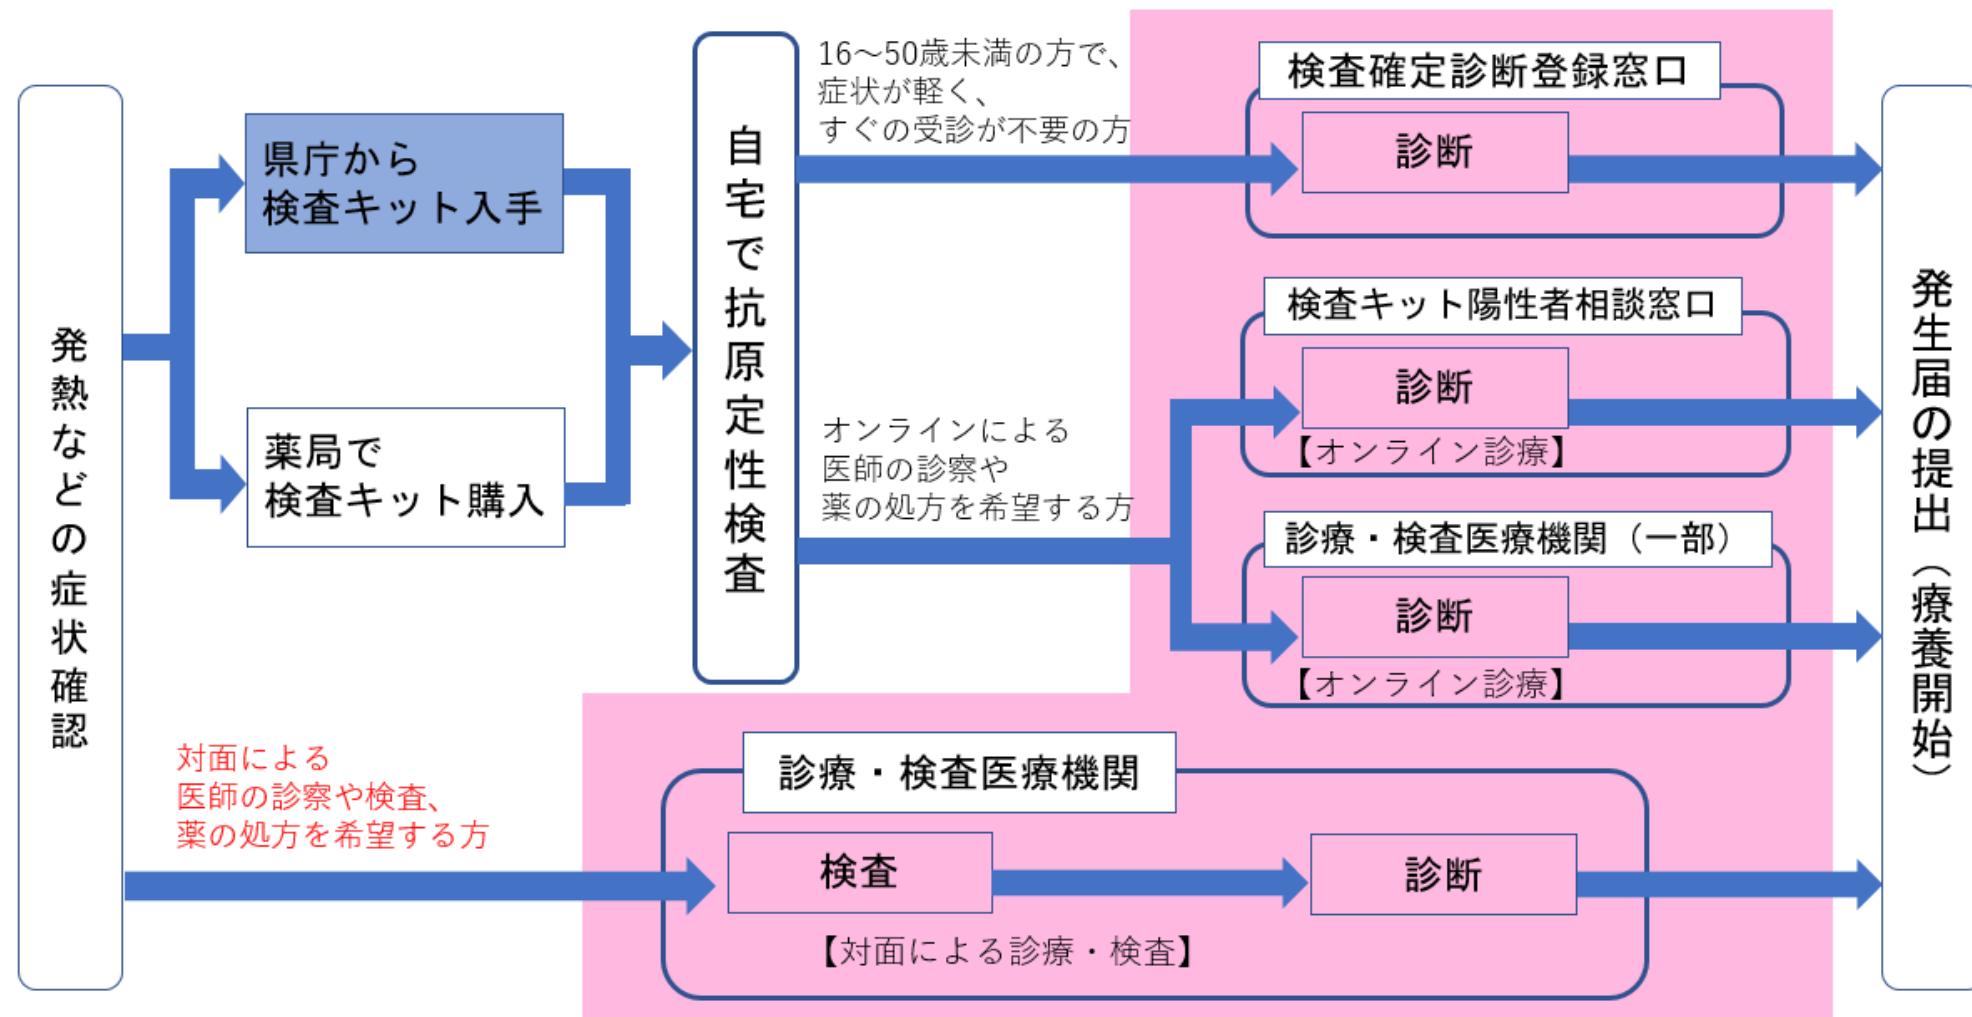 発熱などの症状確認
県庁から
検査キット入手
薬局で
検査キット購入
自宅で抗原定性検査
16～50歳未満の方で、
症状が軽く、
すぐの受診が不要の方
検査確定診断登録窓口
診断
オンラインによる
医師の診察や
薬の処方を希望する方
検査キット陽性者相談窓口
診断
【オンライン診療】
診療・検査医療機関（一部）
診断
【オンライン診療】
対面による
医師の診察や検査、
薬の処方を希望する方
診療・検査医療機関
検査
診断
【対面による診療・検査】
発生届の提出（療養開始）